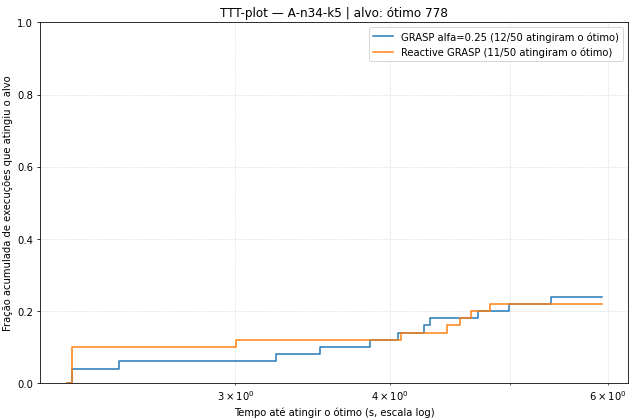 TTT-plot — A-n34-k5 | alvo: ótimo 778
GRASP alfa=0.25 (12/50 atingiram o ótimo)
Reactive GRASP (11/50 atingiram o ótimo)
Fração acumulada de execuções que atingiu o alvo
1.0
0.8
0.6
0.4
0.2
0.0
3 × 10⁰
4 × 10⁰
6 × 10⁰
Tempo até atingir o ótimo (s, escala log)